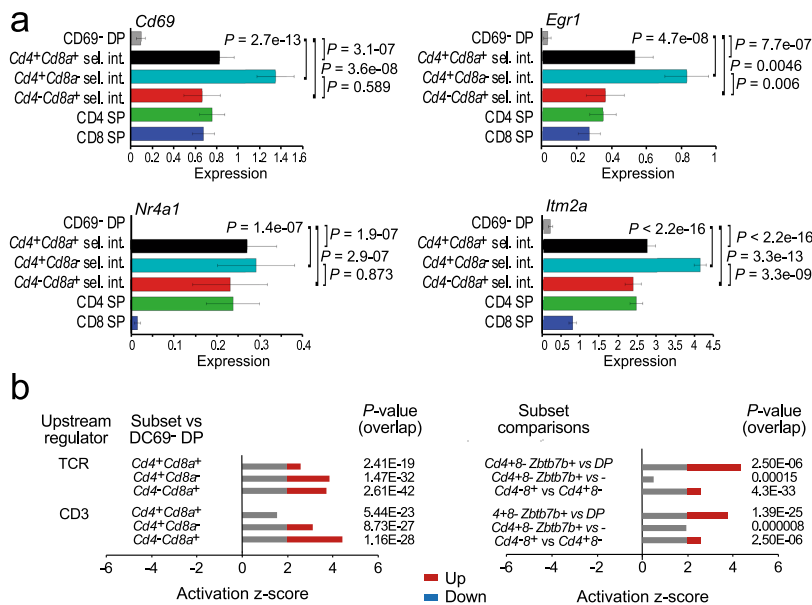 a
Cd69
CD69- DP
Cd4+Cd8a+ sel. int.
Cd4+Cd8a- sel. int.
Cd4-Cd8a+ sel. int.
CD4 SP
CD8 SP
P = 2.7e-13
P = 3.1-07
P = 3.6e-08
P = 0.589
0 0.2 0.4 0.6 0.8 1 1.2 1.4 1.6
Expression
Egr1
CD69- DP
Cd4+Cd8a+ sel. int.
Cd4+Cd8a- sel. int.
Cd4-Cd8a+ sel. int.
CD4 SP
CD8 SP
P = 4.7e-08
P = 7.7e-07
P = 0.0046
P = 0.006
0 0.2 0.4 0.6 0.8 1
Expression
Nr4a1
CD69- DP
Cd4+Cd8a+ sel. int.
Cd4+Cd8a- sel. int.
Cd4-Cd8a+ sel. int.
CD4 SP
CD8 SP
P = 1.4e-07
P = 1.9-07
P = 2.9-07
P = 0.873
0 0.1 0.2 0.3 0.4
Expression
Itm2a
CD69- DP
Cd4+Cd8a+ sel. int.
Cd4+Cd8a- sel. int.
Cd4-Cd8a+ sel. int.
CD4 SP
CD8 SP
P < 2.2e-16
P < 2.2e-16
P = 3.3e-13
P = 3.3e-09
0 0.5 1 1.5 2 2.5 3 3.5 4 4.5
Expression
b
Upstream regulator
Subset vs DC69- DP
P-value (overlap)
TCR
Cd4+Cd8a+ 2.41E-19
Cd4+Cd8a- 1.47E-32
Cd4-Cd8a+ 2.61E-42
CD3
Cd4+Cd8a+ 5.44E-23
Cd4+Cd8a- 8.73E-27
Cd4-Cd8a+ 1.16E-28
-6 -4 -2 0 2 4 6
Activation z-score
Subset comparisons
P-value (overlap)
Cd4+8- Zbtb7b+ vs DP 2.50E-06
Cd4+8- Zbtb7b+ vs - 0.00015
Cd4-8+ vs Cd4+8- 4.3E-33
4+8- Zbtb7b+ vs DP 1.39E-25
Cd4+8- Zbtb7b+ vs - 0.000008
Cd4-8+ vs Cd4+8- 2.50E-06
-6 -4 -2 0 2 4 6
Activation z-score
Up
Down